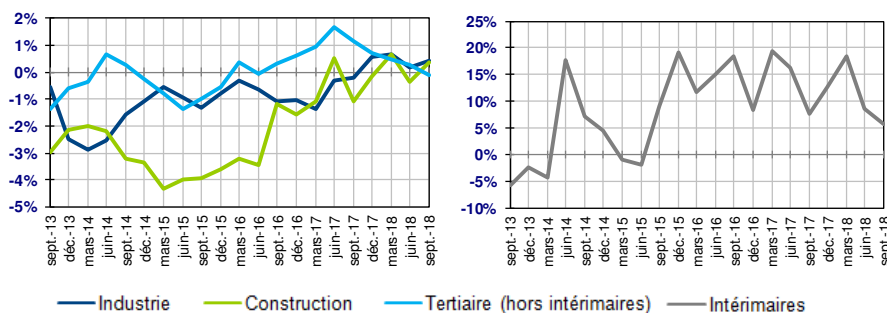 2%
1%
0%
-1%
-2%
-3%
-4%
-5%
sept.-13
déc.-13
mars-14
juin-14
sept.-14
déc.-14
mars-15
juin-15
sept.-15
déc.-15
mars-16
juin-16
sept.-16
déc.-16
mars-17
juin-17
sept.-17
déc.-17
mars-18
juin-18
sept.-18
25%
20%
15%
10%
5%
0%
-5%
-10%
sept.-13
déc.-13
mars-14
juin-14
sept.-14
déc.-14
mars-15
juin-15
sept.-15
déc.-15
mars-16
juin-16
sept.-16
déc.-16
mars-17
juin-17
sept.-17
déc.-17
mars-18
juin-18
sept.-18
Industrie
Construction
Tertiaire (hors intérimaires)
Intérimaires